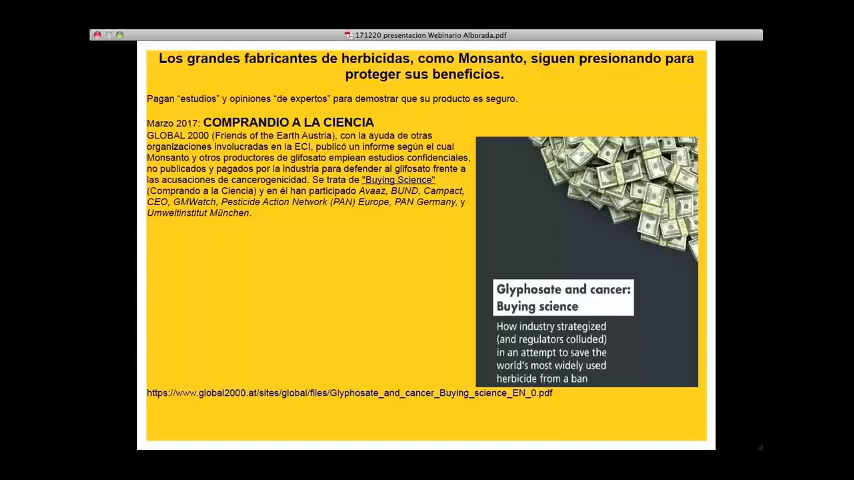 171220 presentacion Webinario Alborada.pdf
Los grandes fabricantes de herbicidas, como Monsanto, siguen presionando para
proteger sus beneficios.
Pagan “estudios” y opiniones “de expertos” para demostrar que su producto es seguro.
Marzo 2017: COMPRANDIO A LA CIENCIA
GLOBAL 2000 (Friends of the Earth Austria), con la ayuda de otras
organizaciones involucradas en la ECI, publicó un informe según el cual
Monsanto y otros productores de glifosato emplean estudios confidenciales,
no publicados y pagados por la industria para defender al glifosato frente a
las acusaciones de cancerogenicidad. Se trata de "Buying Science"
(Comprando a la Ciencia) y en él han participado Avaaz, BUND, Campact,
CEO, GMWatch, Pesticide Action Network (PAN) Europe, PAN Germany, y
Umweltinstitut München.
Glyphosate and cancer:
Buying science
How industry strategized
(and regulators colluded)
in an attempt to save the
world's most widely used
herbicide from a ban
https://www.global2000.at/sites/global/files/Glyphosate_and_cancer_Buying_science_EN_0.pdf